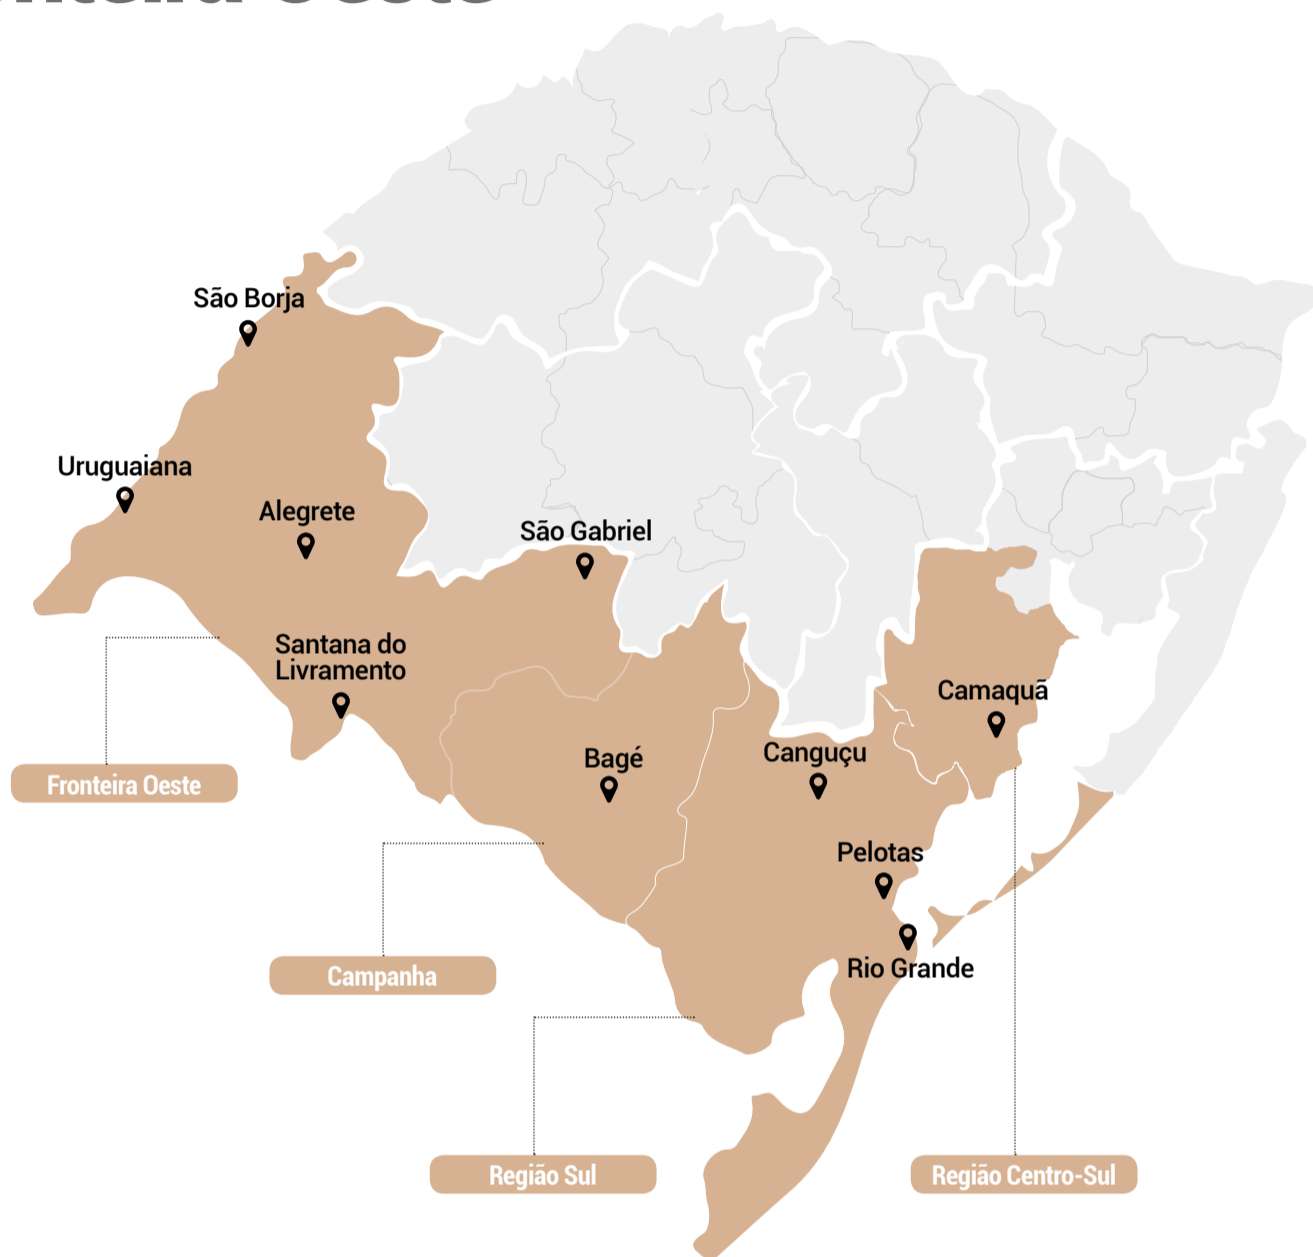 Oeste
São Borja
Uruguaiana
Alegrete
São Gabriel
Santana do
Livramento
Camaquã
Canguçu
Bagé
Fronteira Oeste
Pelotas
Rio Grande
Campanha
Região Sul
Região Centro-Sul